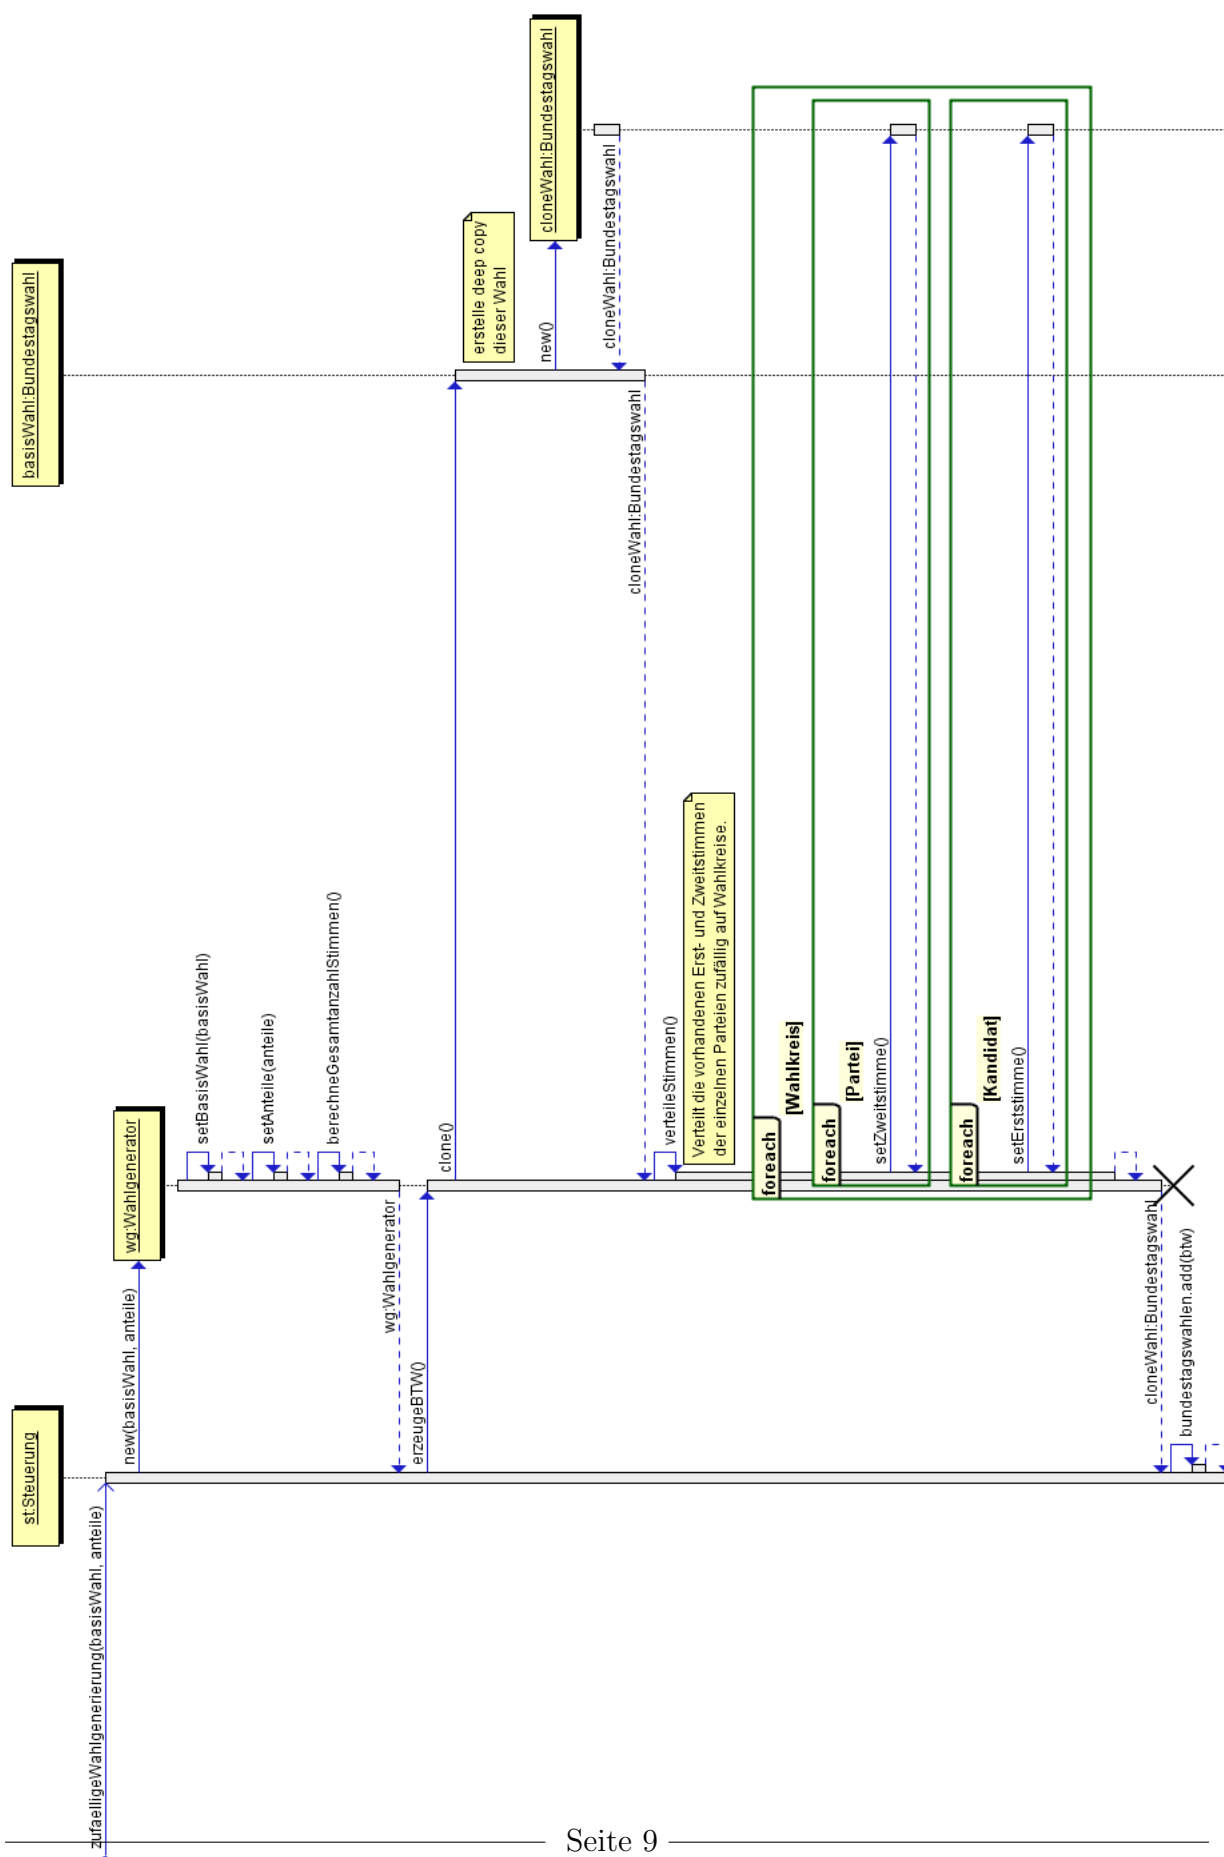 st:Steuerung
wg:Wahlgenerator
basisWahl:Bundestagswahl
cloneWahl:Bundestagswahl
zufaelligeWahlgenerierung(basisWahl, anteile)
new(basisWahl, anteile)
setBasisWahl(basisWahl)
setAnteile(anteile)
berechneGesamtanzahlStimmen()
wg:Wahlgenerator
erzeugeBTW()
clone()
erstelle deep copy
dieser Wahl
new()
cloneWahl:Bundestagswahl
cloneWahl:Bundestagswahl
verteileStimmen()
Verteilt die vorhandenen Erst- und Zweitstimmen
der einzelnen Parteien zufällig auf Wahlkreise.
foreach
[Wahlkreis]
foreach
[Partei]
setZweitstimme()
foreach
[Kandidat]
setErststimme()
cloneWahl:Bundestagswahl
bundestagswahlen.add(btw)
Seite 9